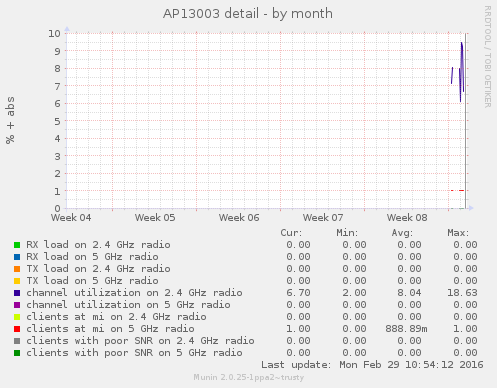 AP13003 detail - by month
RRDTOOL / TOBI OETIKER
% + abs
10
9
8
7
6
5
4
3
2
1
0
Week 04 Week 05 Week 06 Week 07 Week 08
Cur: Min: Avg: Max:
RX load on 2.4 GHz radio 0.00 0.00 0.00 0.00
RX load on 5 GHz radio 0.00 0.00 0.00 0.00
TX load on 2.4 GHz radio 0.00 0.00 0.00 0.00
TX load on 5 GHz radio 0.00 0.00 0.00 0.00
channel utilization on 2.4 GHz radio 6.70 2.00 8.04 18.63
channel utilization on 5 GHz radio 0.00 0.00 0.00 0.00
clients at mi on 2.4 GHz radio 0.00 0.00 0.00 0.00
clients at mi on 5 GHz radio 1.00 0.00 888.89m 1.00
clients with poor SNR on 2.4 GHz radio 0.00 0.00 0.00 0.00
clients with poor SNR on 5 GHz radio 0.00 0.00 0.00 0.00
Last update: Mon Feb 29 10:54:12 2016
Munin 2.0.25-1ppa2~trusty